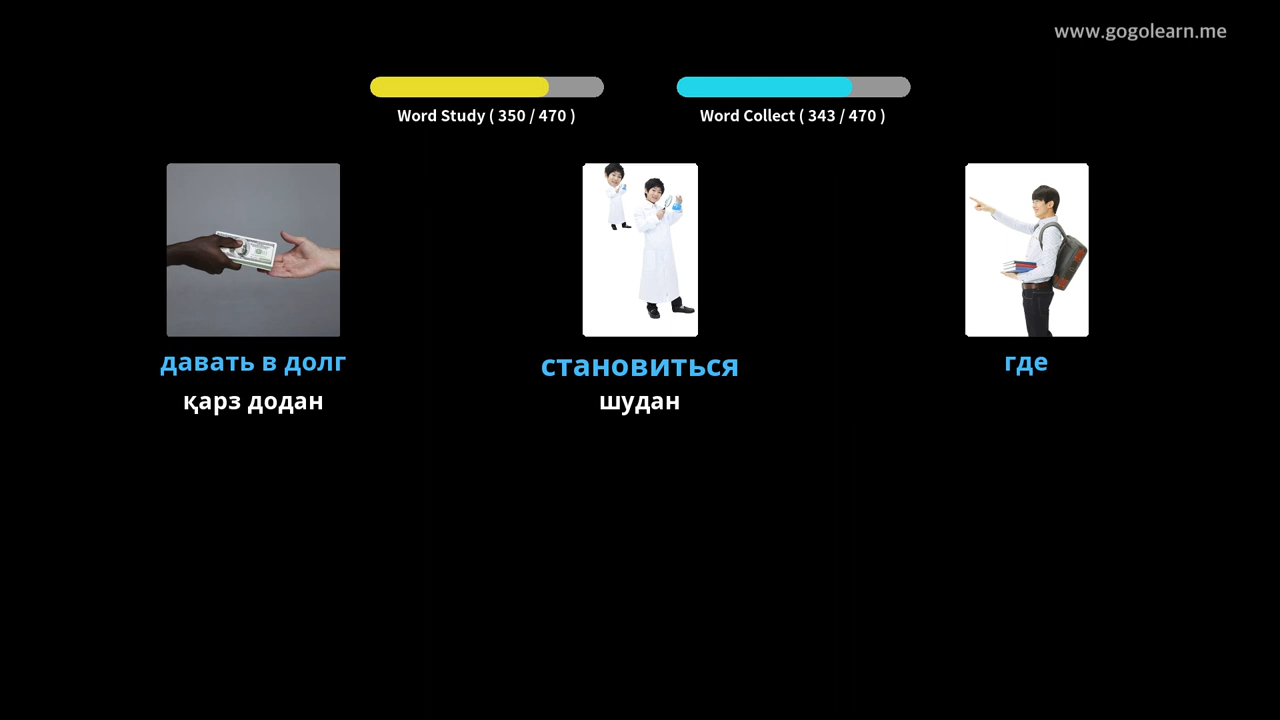 www.gogolearn.me
Word Study ( 350 / 470 )
Word Collect ( 343 / 470 )
давать в долг
становиться
где
қарз додан
шудан